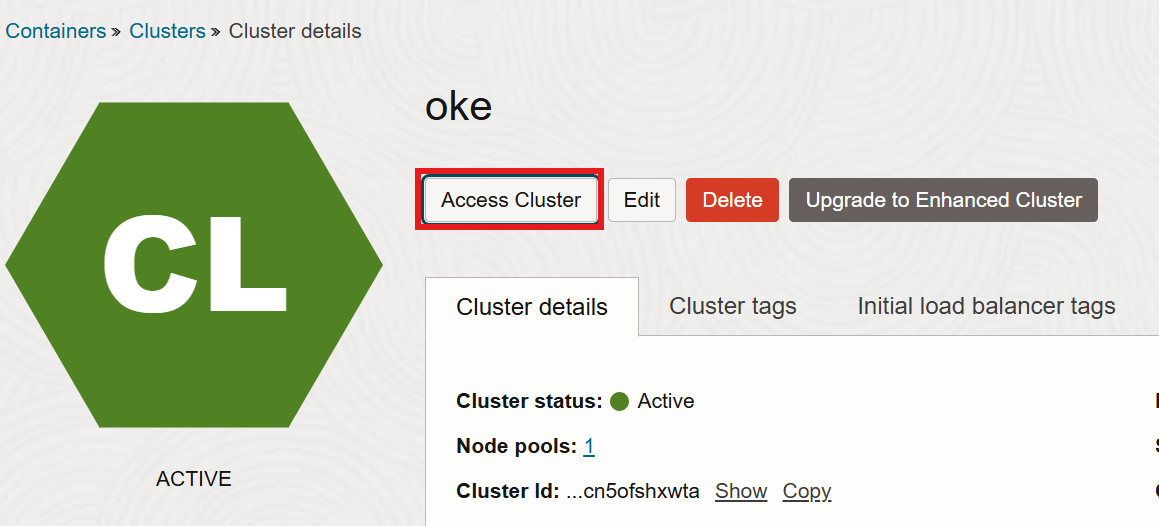 Containers » Clusters » Cluster details
oke
Access Cluster Edit Delete Upgrade to Enhanced Cluster
CL
Cluster details Cluster tags Initial load balancer tags
Cluster status: Active
Node pools: 1
Cluster Id: ...cn5ofshxwta Show Copy
ACTIVE